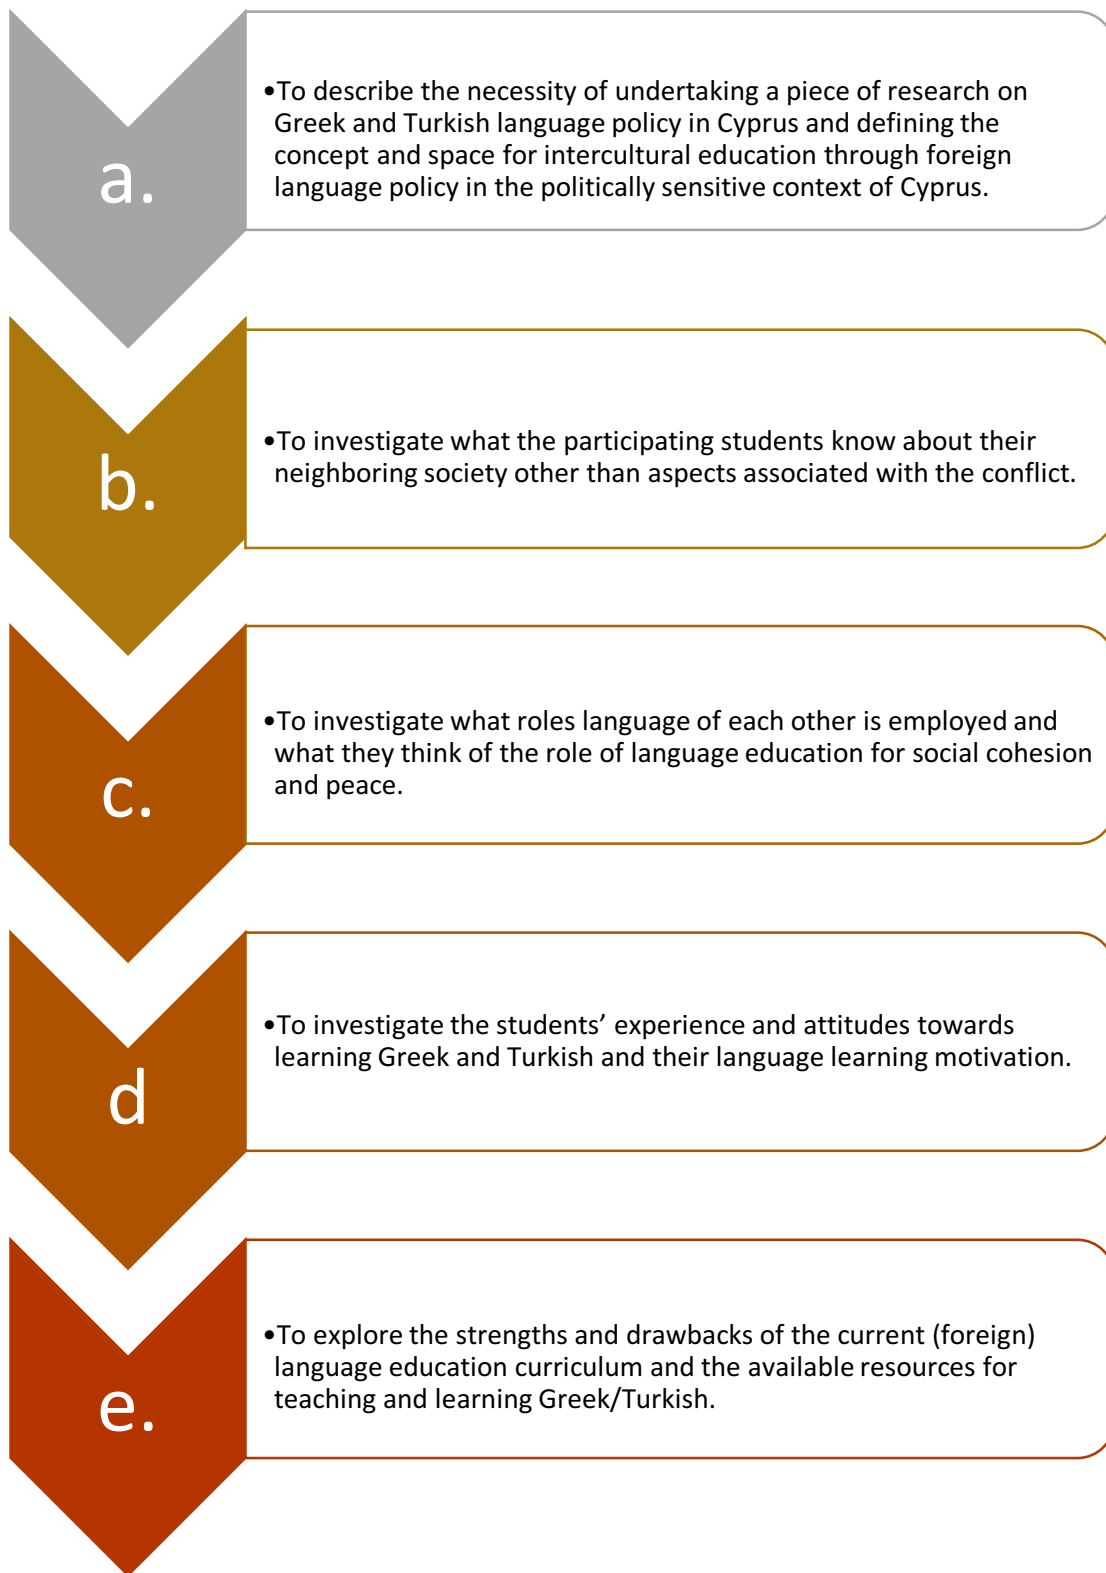 a.
•To describe the necessity of undertaking a piece of research on
Greek and Turkish language policy in Cyprus and defining the
concept and space for intercultural education through foreign
language policy in the politically sensitive context of Cyprus.
b.
•To investigate what the participating students know about their
neighboring society other than aspects associated with the conflict.
c.
•To investigate what roles language of each other is employed and
what they think of the role of language education for social cohesion
and peace.
d
•To investigate the students’ experience and attitudes towards
learning Greek and Turkish and their language learning motivation.
e.
•To explore the strengths and drawbacks of the current (foreign)
language education curriculum and the available resources for
teaching and learning Greek/Turkish.